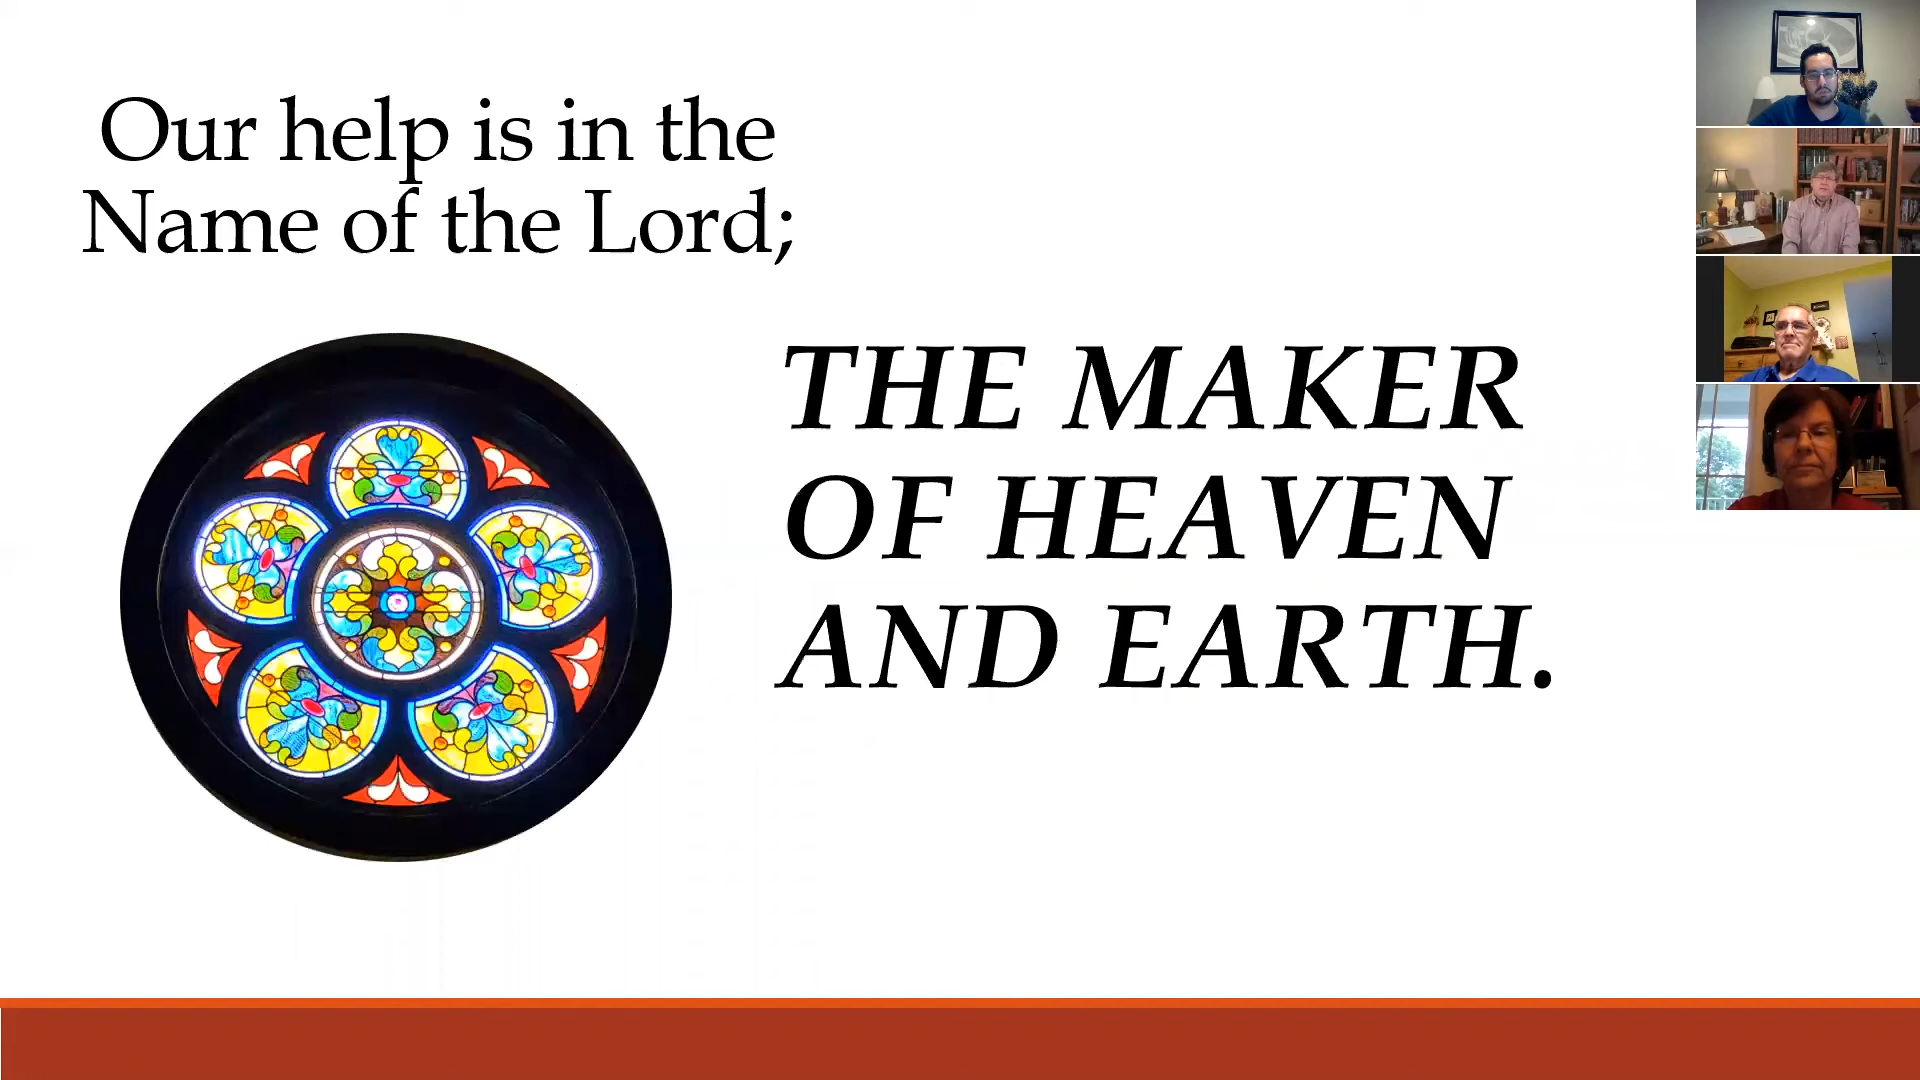 Our help is in the
Name of the Lord;
THE MAKER
OF HEAVEN
AND EARTH.